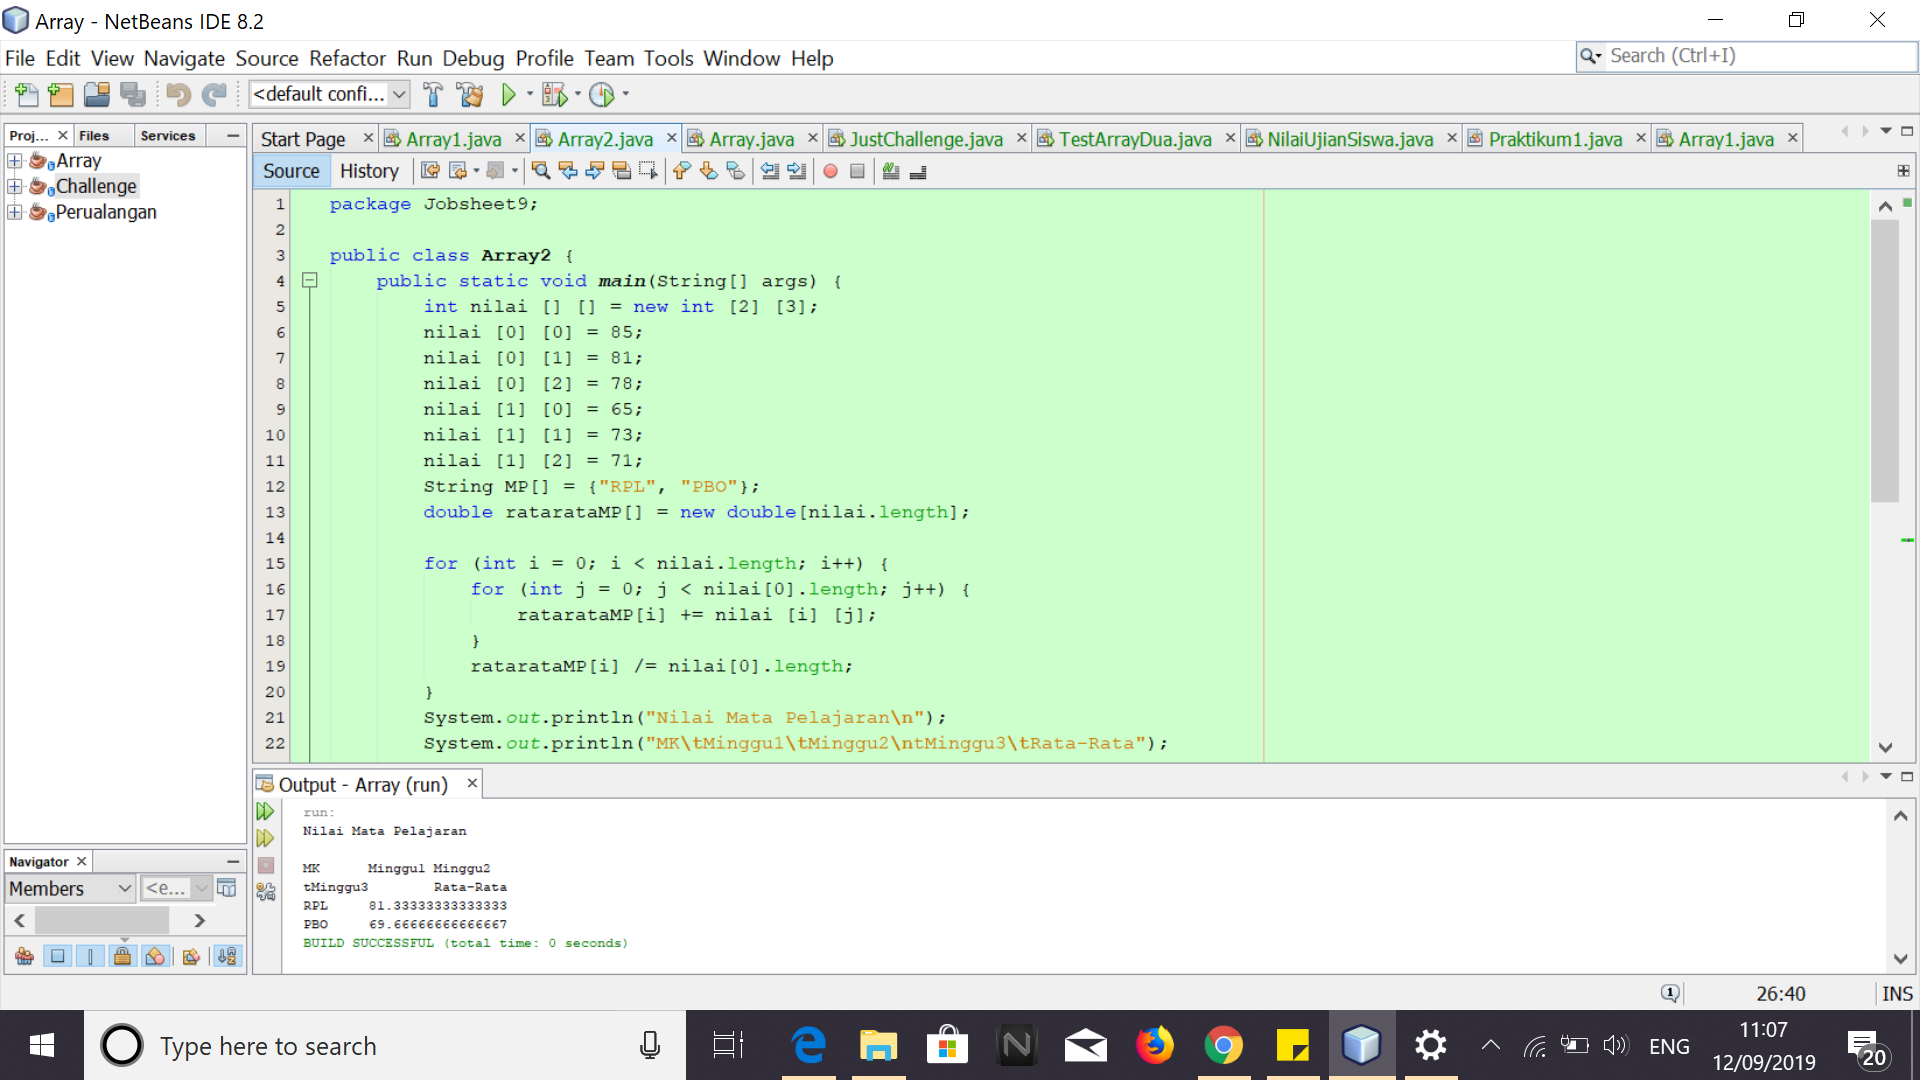 Array - NetBeans IDE 8.2
File Edit View Navigate Source Refactor Run Debug Profile Team Tools Window Help
Search (Ctrl+I)
<default confi...
Proj... Files Services
Start Page Array1.java Array2.java Array.java JustChallenge.java TestArrayDua.java NilaiUjianSiswa.java Praktikum1.java Array1.java
Array
Challenge
Perualangan
Source History
1 package Jobsheet9;
2
3 public class Array2 {
4 public static void main(String[] args) {
5 int nilai [] [] = new int [2] [3];
6 nilai [0] [0] = 85;
7 nilai [0] [1] = 81;
8 nilai [0] [2] = 78;
9 nilai [1] [0] = 65;
10 nilai [1] [1] = 73;
11 nilai [1] [2] = 71;
12 String MP[] = {"RPL", "PBO"};
13 double ratarataMP[] = new double[nilai.length];
14
15 for (int i = 0; i < nilai.length; i++) {
16 for (int j = 0; j < nilai[0].length; j++) {
17 ratarataMP[i] += nilai [i] [j];
18 }
19 ratarataMP[i] /= nilai[0].length;
20 }
21 System.out.println("Nilai Mata Pelajaran\n");
22 System.out.println("MK\tMinggu1\tMinggu2\ntMinggu3\tRata-Rata");
Output - Array (run)
run:
Nilai Mata Pelajaran
MK Minggu1 Minggu2
tMinggu3 Rata-Rata
RPL 81.33333333333333
PBO 69.66666666666667
BUILD SUCCESSFUL (total time: 0 seconds)
Navigator
Members <e...
1 26:40 INS
Type here to search
N
ENG
11:07
12/09/2019
20